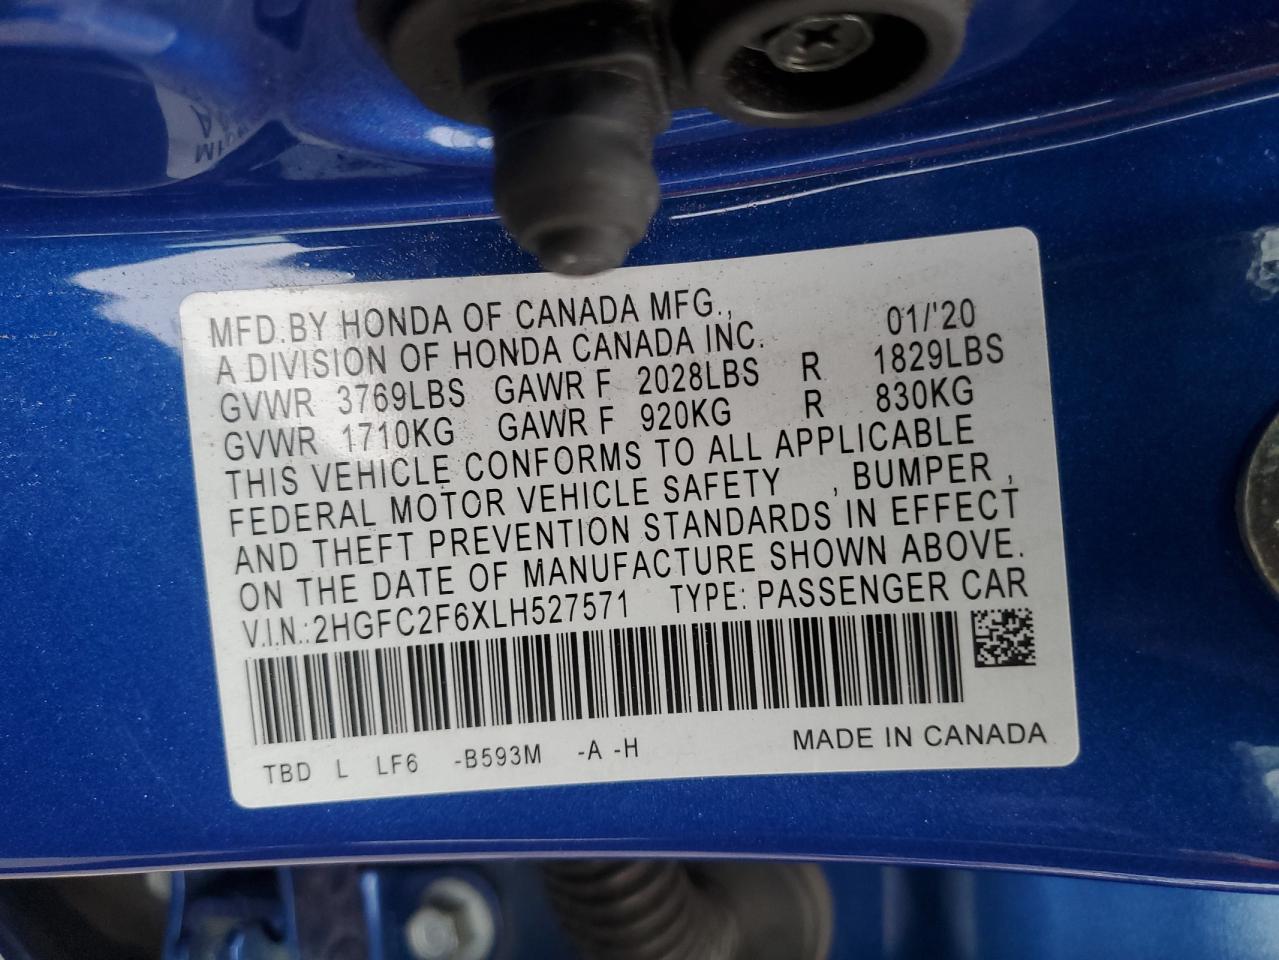 MFD.BY HONDA OF CANADA MFG., 01/'20
A DIVISION OF HONDA CANADA INC.
GVWR 3769LBS GAWR F 2028LBS R 1829LBS
GVWR 1710KG GAWR F 920KG R 830KG
THIS VEHICLE CONFORMS TO ALL APPLICABLE
FEDERAL MOTOR VEHICLE SAFETY , BUMPER ,
AND THEFT PREVENTION STANDARDS IN EFFECT
ON THE DATE OF MANUFACTURE SHOWN ABOVE.
V.I.N.:2HGFC2F6XLH527571 TYPE: PASSENGER CAR
TBD L LF6 -B593M -A -H MADE IN CANADA